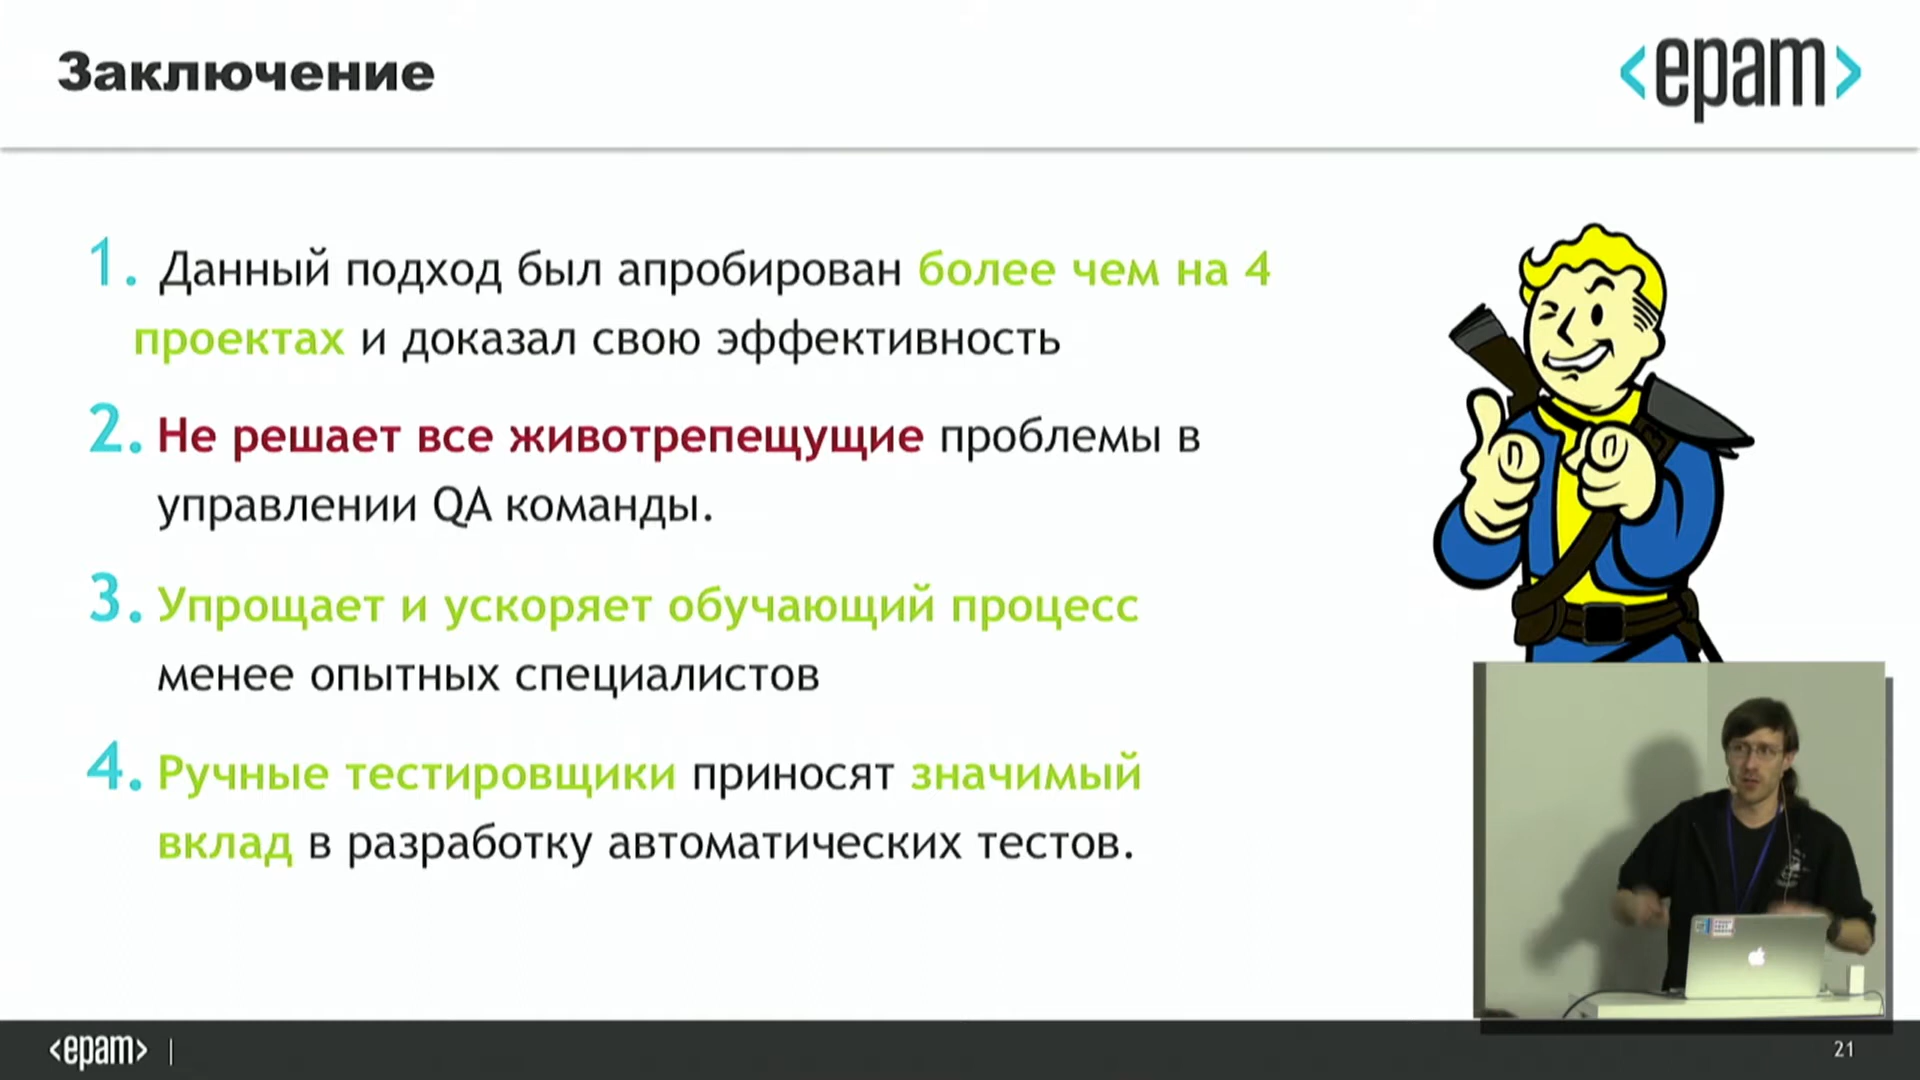 Заключение
<epam>
1. Данный подход был апробирован более чем на 4
проектах и доказал свою эффективность
2. Не решает все животрепещущие проблемы в
управлении QA команды.
3. Упрощает и ускоряет обучающий процесс
менее опытных специалистов
4. Ручные тестировщики приносят значимый
вклад в разработку автоматических тестов.
<epam> |
21